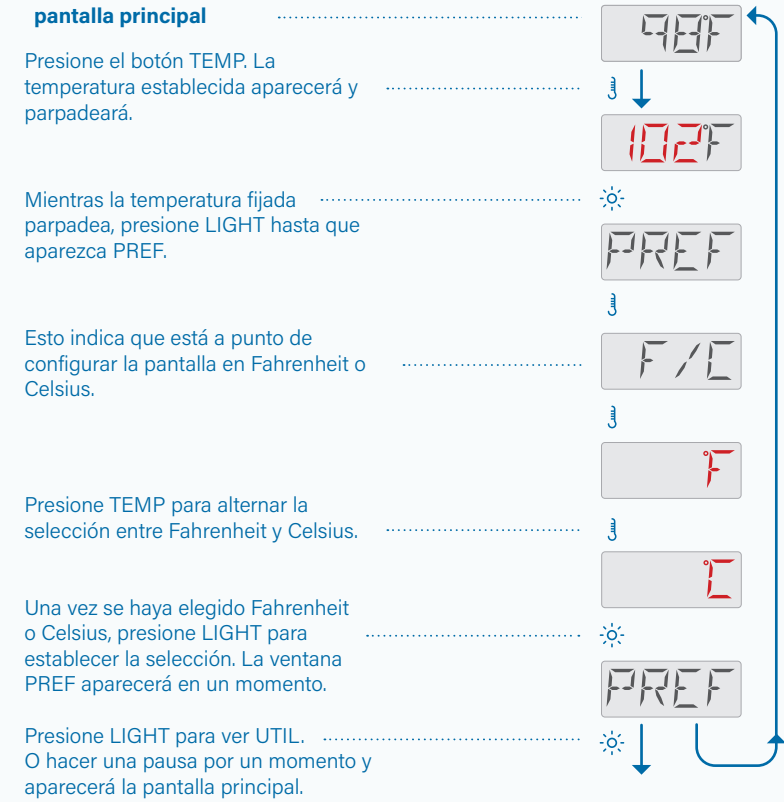 pantalla principal
98°F
Presione el botón TEMP. La
temperatura establecida aparecerá y
parpadeará.
102°F
Mientras la temperatura fijada
parpadea, presione LIGHT hasta que
aparezca PREF.
PREF
Esto indica que está a punto de
configurar la pantalla en Fahrenheit o
Celsius.
F/C
°F
Presione TEMP para alternar la
selección entre Fahrenheit y Celsius.
°C
Una vez se haya elegido Fahrenheit
o Celsius, presione LIGHT para
establecer la selección. La ventana
PREF aparecerá en un momento.
PREF
Presione LIGHT para ver UTIL.
O hacer una pausa por un momento y
aparecerá la pantalla principal.